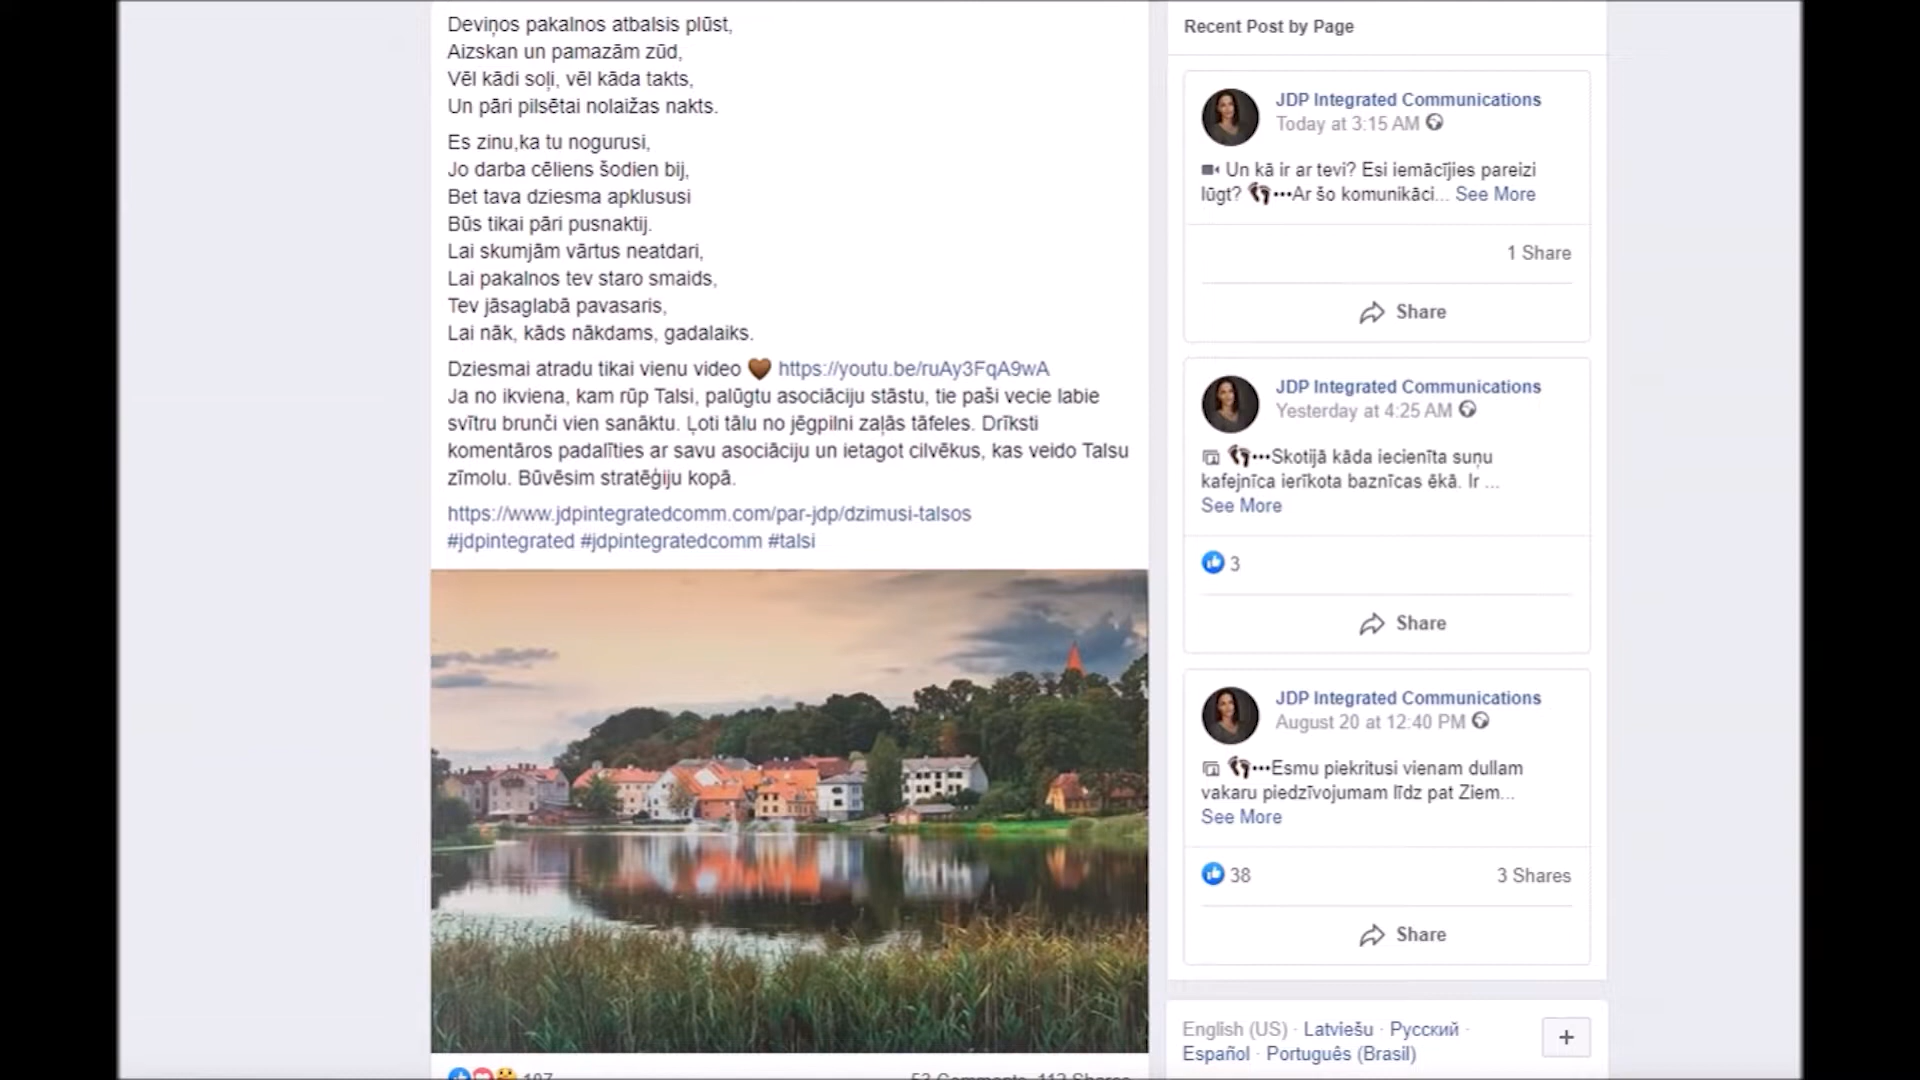 Deviņos pakalnos atbalsis plūst,
Aizskan un pamazām zūd,
Vēl kādi soļi, vēl kāda takts,
Un pāri pilsētai nolaižas nakts.
Es zinu,ka tu nogurusi,
Jo darba cēliens šodien bij,
Bet tava dziesma apklususi
Būs tikai pāri pusnaktij.
Lai skumjām vārtus neatdari,
Lai pakalnos tev staro smaids,
Tev jāsaglabā pavasaris,
Lai nāk, kāds nākdams, gadalaiks.
Dziesmai atradu tikai vienu video 🤎 https://youtu.be/ruAy3FqA9wA
Ja no ikviena, kam rūp Talsi, palūgtu asociāciju stāstu, tie paši vecie labie
svītru brunči vien sanāktu. Ļoti tālu no jēgpilni zaļās tāfeles. Drīksti
komentāros padalīties ar savu asociāciju un ietagot cilvēkus, kas veido Talsu
zīmolu. Būvēsim stratēģiju kopā.
https://www.jdpintegratedcomm.com/par-jdp/dzimusi-talsos
#jdpintegrated #jdpintegratedcomm #talsi
53 Comments 112 Shares
Recent Post by Page
JDP Integrated Communications
Today at 3:15 AM
Un kā ir ar tevi? Esi iemācījies pareizi
lūgt? 👣•••Ar šo komunikāci... See More
1 Share
Share
JDP Integrated Communications
Yesterday at 4:25 AM
👣•••Skotijā kāda iecienīta suņu
kafejnīca ierīkota baznīcas ēkā. Ir ...
See More
3
Share
JDP Integrated Communications
August 20 at 12:40 PM
👣•••Esmu piekritusi vienam dullam
vakaru piedzīvojumam līdz pat Ziem...
See More
38
3 Shares
Share
English (US) · Latviešu · Русский ·
Español · Português (Brasil)
+